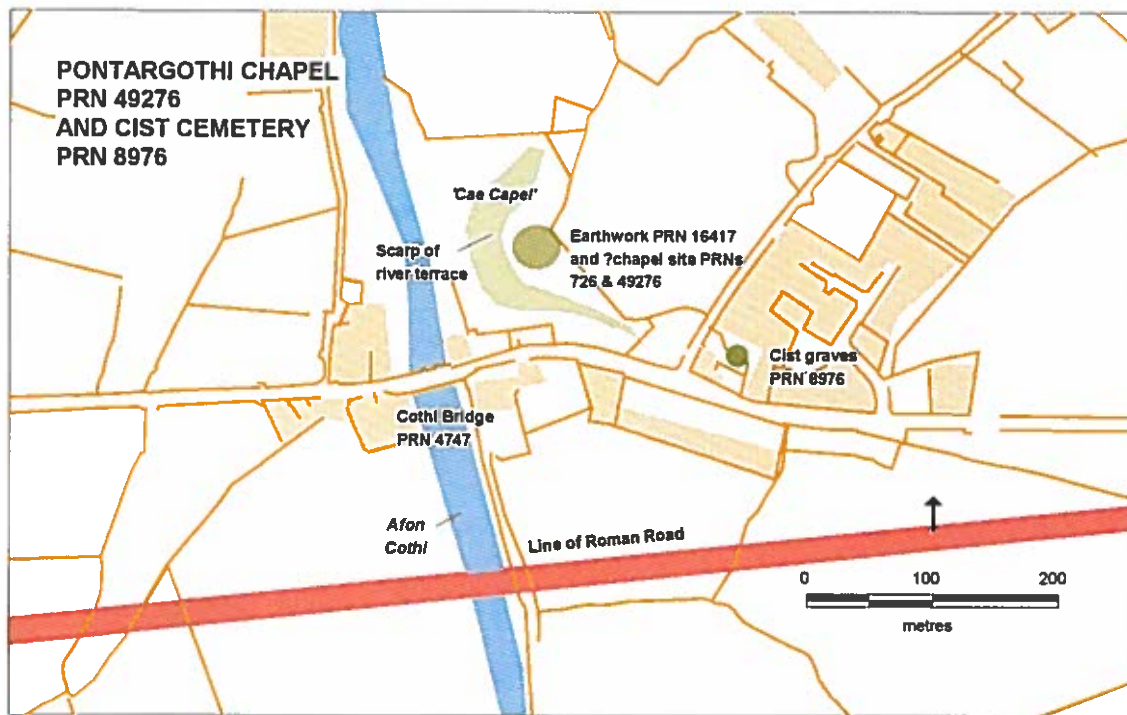 PONTARGOTHI CHAPEL
PRN 49276
AND CIST CEMETERY
PRN 8976
'Cae Capel'
Scarp of
river terrace
Earthwork PRN 16417
and ?chapel site PRNs
726 & 49276
Cist graves
PRN 8976
Cothi Bridge
PRN 4747
Afon
Cothi
Line of Roman Road
0 100 200
metres